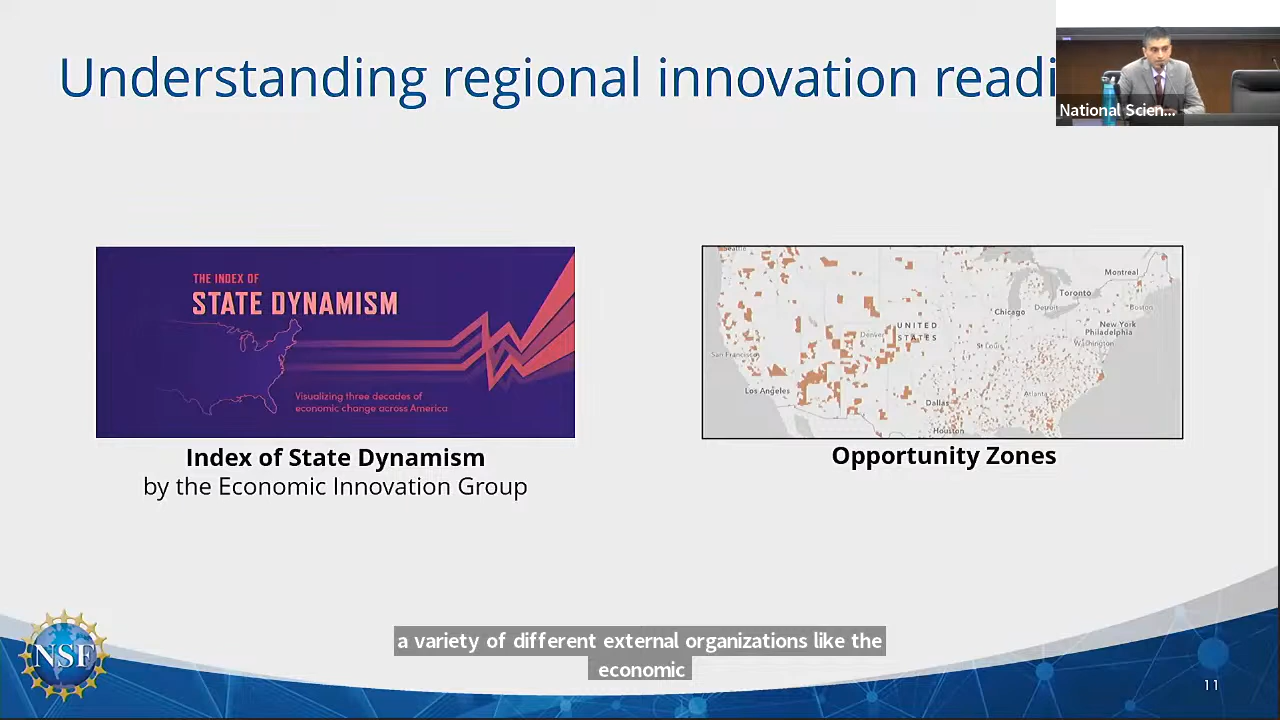 Understanding regional innovation readi
National Scien...
THE INDEX OF
STATE DYNAMISM
Visualizing three decades of
economic change across America
Index of State Dynamism
by the Economic Innovation Group
Seattle
Montreal
Toronto
Detroit
Boston
Chicago
New York
Philadelphia
Washington
UNITED
STATES
Denver
St Louis
San Francisco
Los Angeles
Dallas
Atlanta
Houston
Opportunity Zones
a variety of different external organizations like the
economic
NSF
11